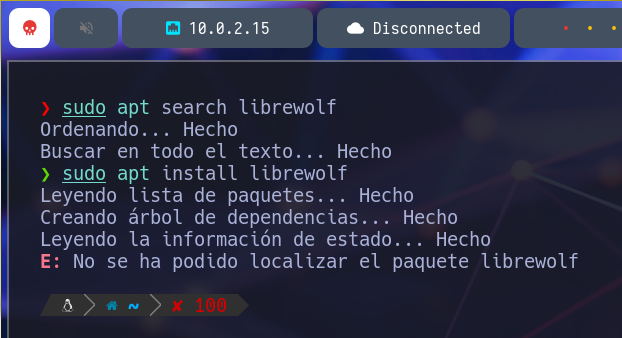 10.0.2.15 Disconnected
❯ sudo apt search librewolf
Ordenando... Hecho
Buscar en todo el texto... Hecho
❯ sudo apt install librewolf
Leyendo lista de paquetes... Hecho
Creando árbol de dependencias... Hecho
Leyendo la información de estado... Hecho
E: No se ha podido localizar el paquete librewolf
~ ✘ 100